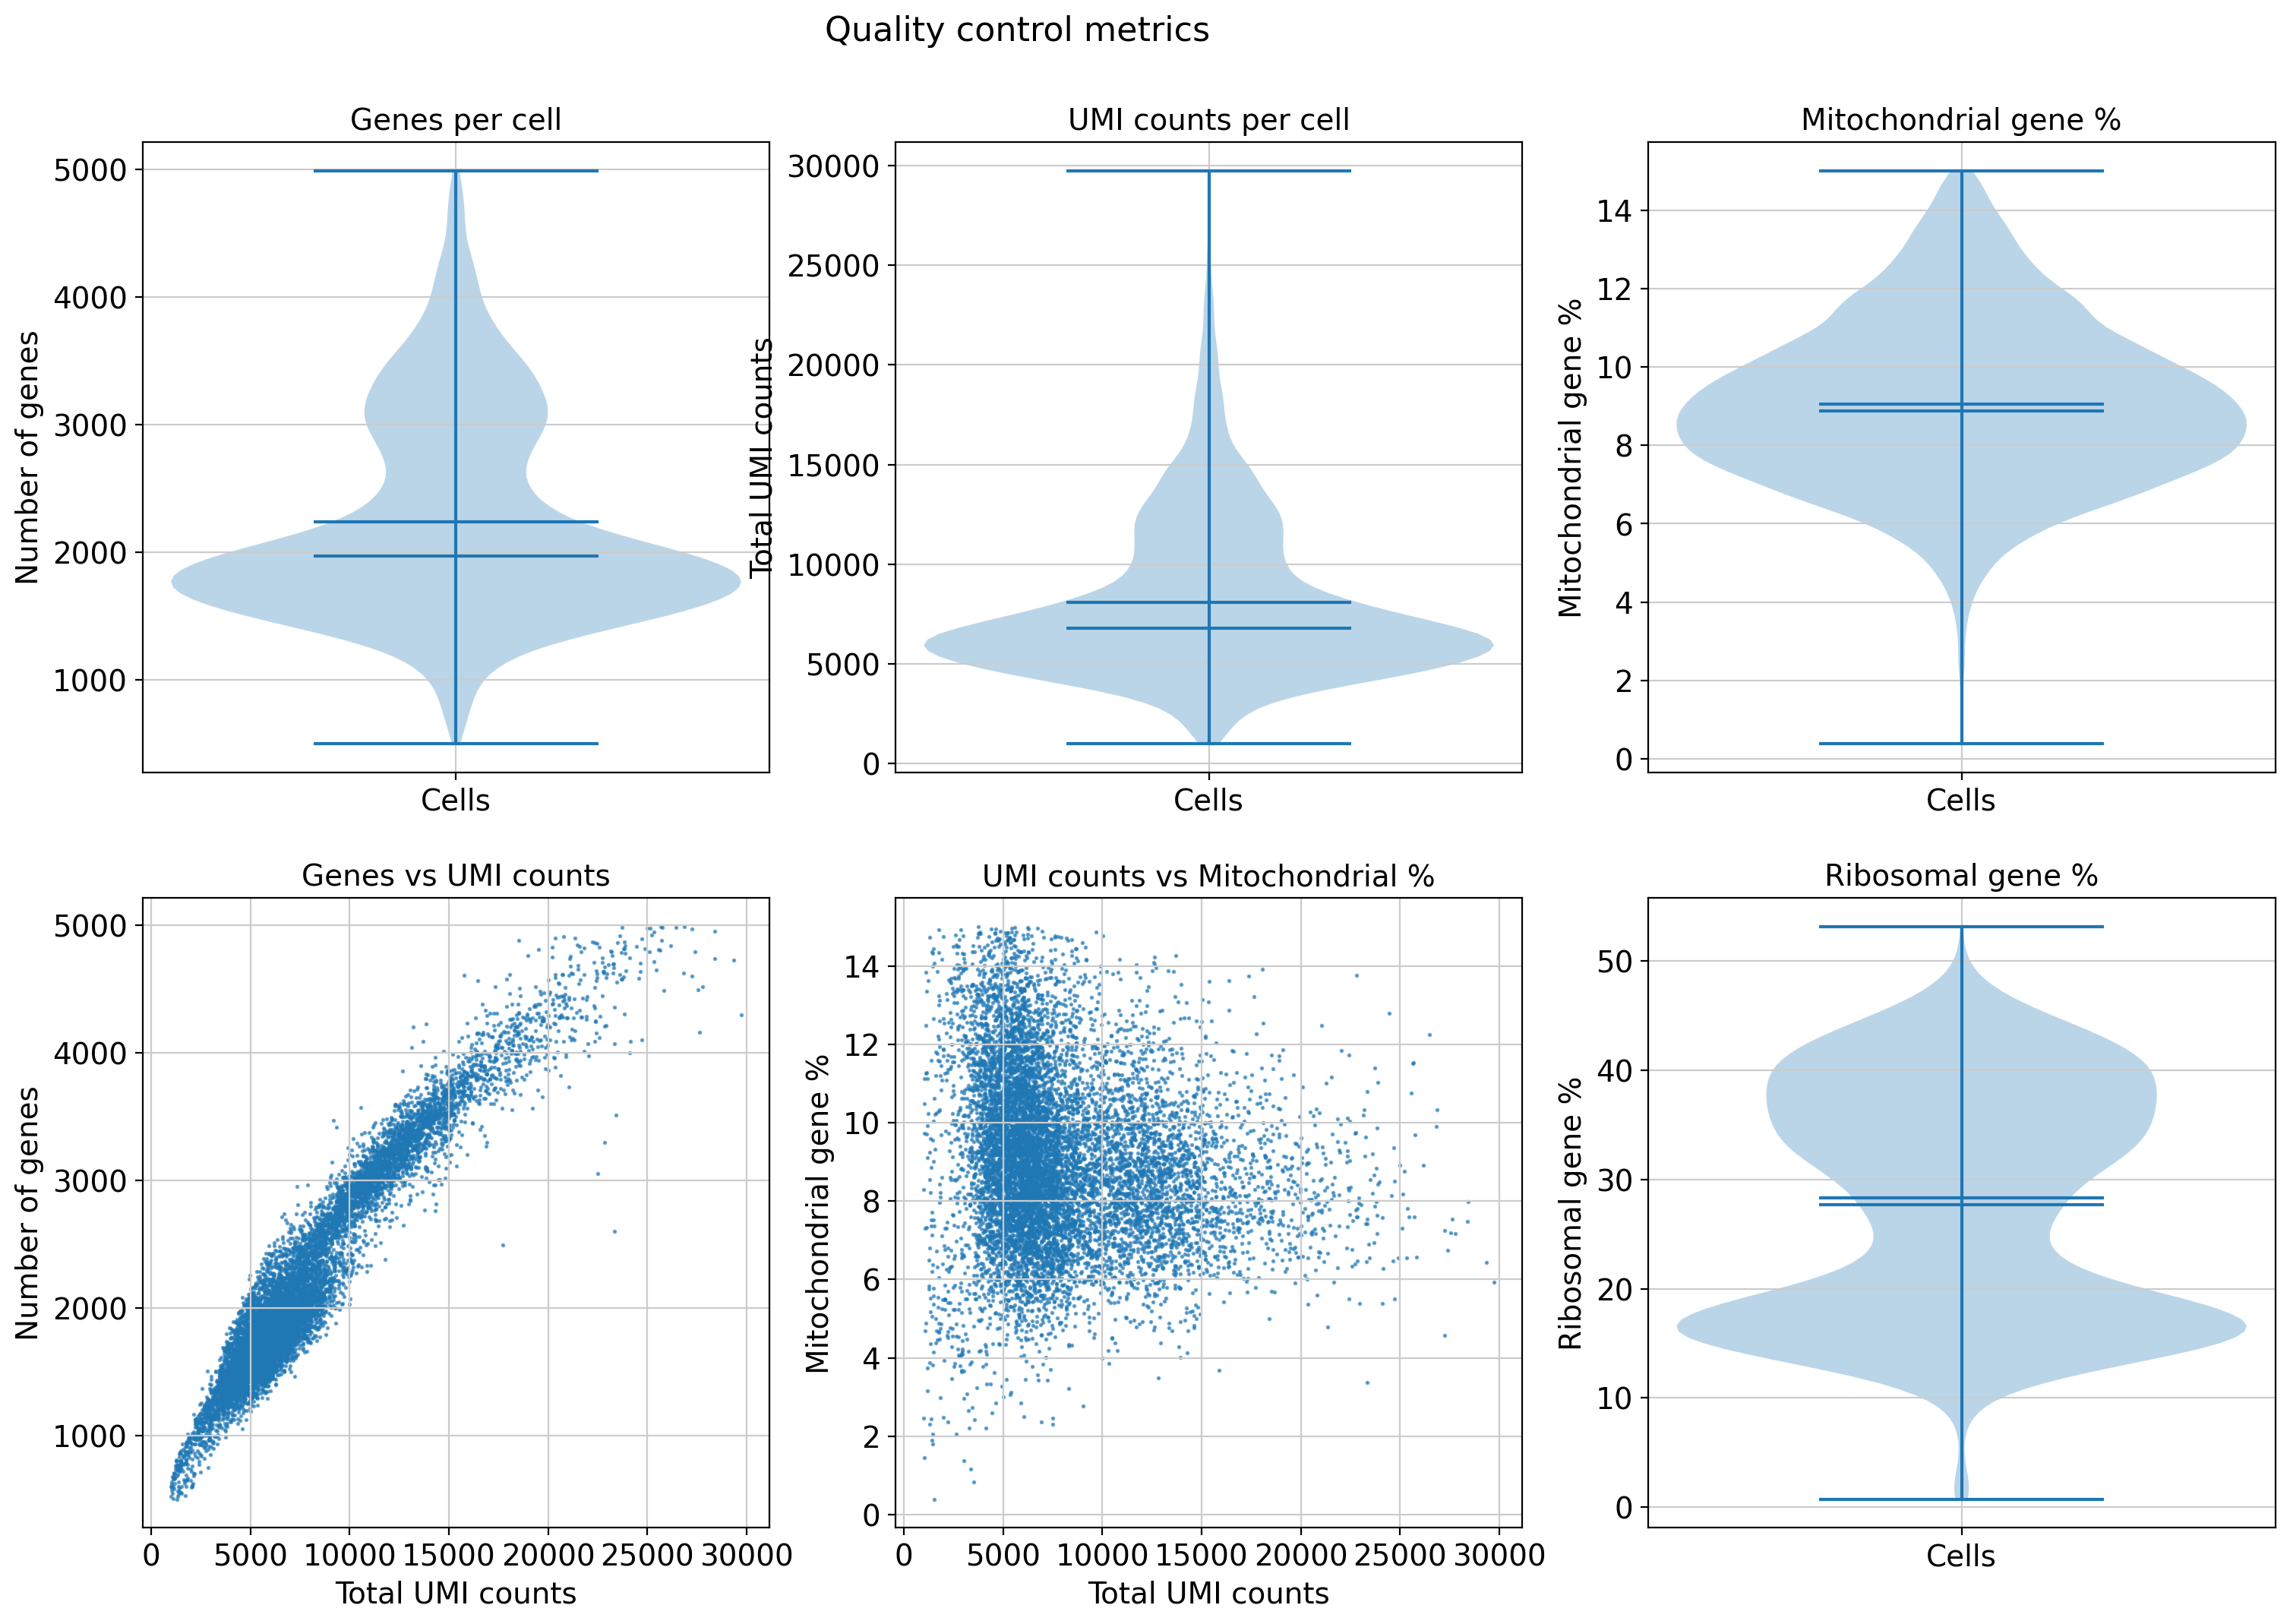 Quality control metrics
Genes per cell
Number of genes
5000
4000
3000
2000
1000
Cells
UMI counts per cell
Total UMI counts
30000
25000
20000
15000
10000
5000
0
Cells
Mitochondrial gene %
Mitochondrial gene %
14
12
10
8
6
4
2
0
Cells
Genes vs UMI counts
Number of genes
5000
4000
3000
2000
1000
0 5000 10000 15000 20000 25000 30000
Total UMI counts
UMI counts vs Mitochondrial %
Mitochondrial gene %
14
12
10
8
6
4
2
0
0 5000 10000 15000 20000 25000 30000
Total UMI counts
Ribosomal gene %
Ribosomal gene %
50
40
30
20
10
0
Cells